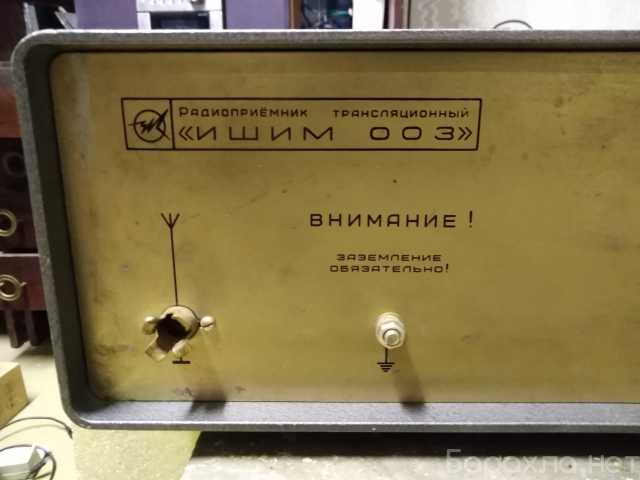 Радиоприёмник трансляционный
«ИШИМ 003»
ВНИМАНИЕ !
ЗАЗЕМЛЕНИЕ
ОБЯЗАТЕЛЬНО!
Барахла.нет